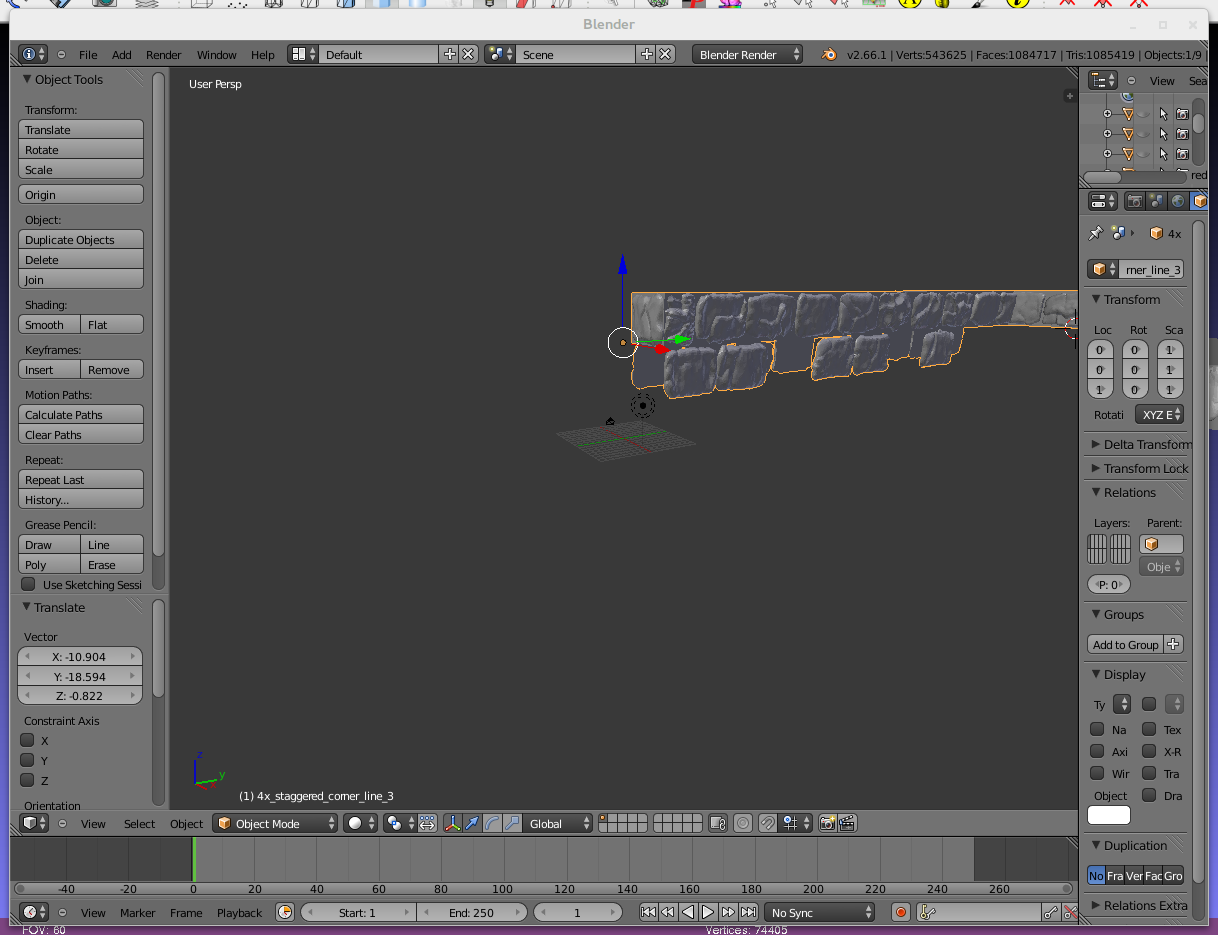 Blender
File Add Render Window Help Default Scene Blender Render v2.66.1 | Verts:543625 | Faces:1084717 | Tris:1085419 | Objects:1/9 |
Object Tools
User Persp
View Sea
Transform:
Translate
Rotate
Scale
red
Origin
Object:
Duplicate Objects
4x
Delete
rner_line_3
Join
Transform
Shading:
Smooth Flat
Loc Rot Sca
Keyframes:
0 0 1
Insert Remove
0 0 1
Motion Paths:
1 0 1
Calculate Paths
Rotati XYZ E
Clear Paths
Delta Transform
Repeat:
Transform Lock
Repeat Last
Relations
History...
Grease Pencil:
Layers: Parent:
Draw Line
Poly Erase
Obje
Use Sketching Sessi
P: 0
Translate
Groups
Vector
Add to Group
X: -10.904
Y: -18.594
Display
Z: -0.822
Ty
Constraint Axis
Na Tex
X
Axi X-R
Y
Wir Tra
Z
z
y
x
Object Dra
(1) 4x_staggered_corner_line_3
Orientation
View Select Object Object Mode Global
Duplication
No Fra Ver Fac Gro
-40 -20 0 20 40 60 80 100 120 140 160 180 200 220 240 260
Relations Extra
View Marker Frame Playback Start: 1 End: 250 1 No Sync
FOV: 60 Vertices: 74405